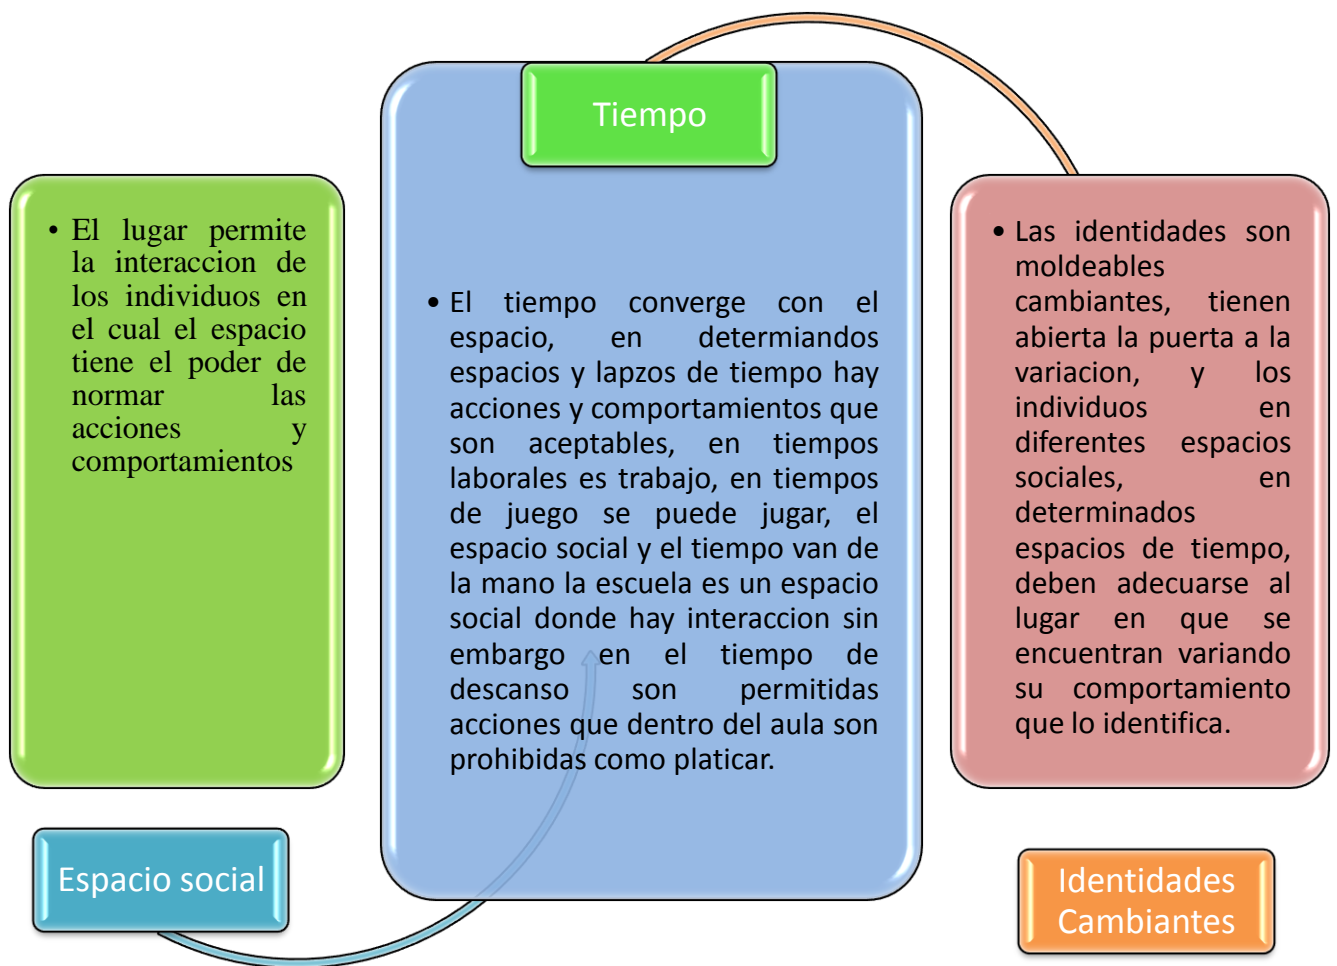 • El lugar permite
la interaccion de
los individuos en
el cual el espacio
tiene el poder de
normar las
acciones y
comportamientos
Espacio social
Tiempo
• El tiempo converge con el
espacio, en determiandos
espacios y lapzos de tiempo hay
acciones y comportamientos que
son aceptables, en tiempos
laborales es trabajo, en tiempos
de juego se puede jugar, el
espacio social y el tiempo van de
la mano la escuela es un espacio
social donde hay interaccion sin
embargo en el tiempo de
descanso son permitidas
acciones que dentro del aula son
prohibidas como platicar.
• Las identidades son
moldeables
cambiantes, tienen
abierta la puerta a la
variacion, y los
individuos en
diferentes espacios
sociales, en
determinados
espacios de tiempo,
deben adecuarse al
lugar en que se
encuentran variando
su comportamiento
que lo identifica.
Identidades
Cambiantes